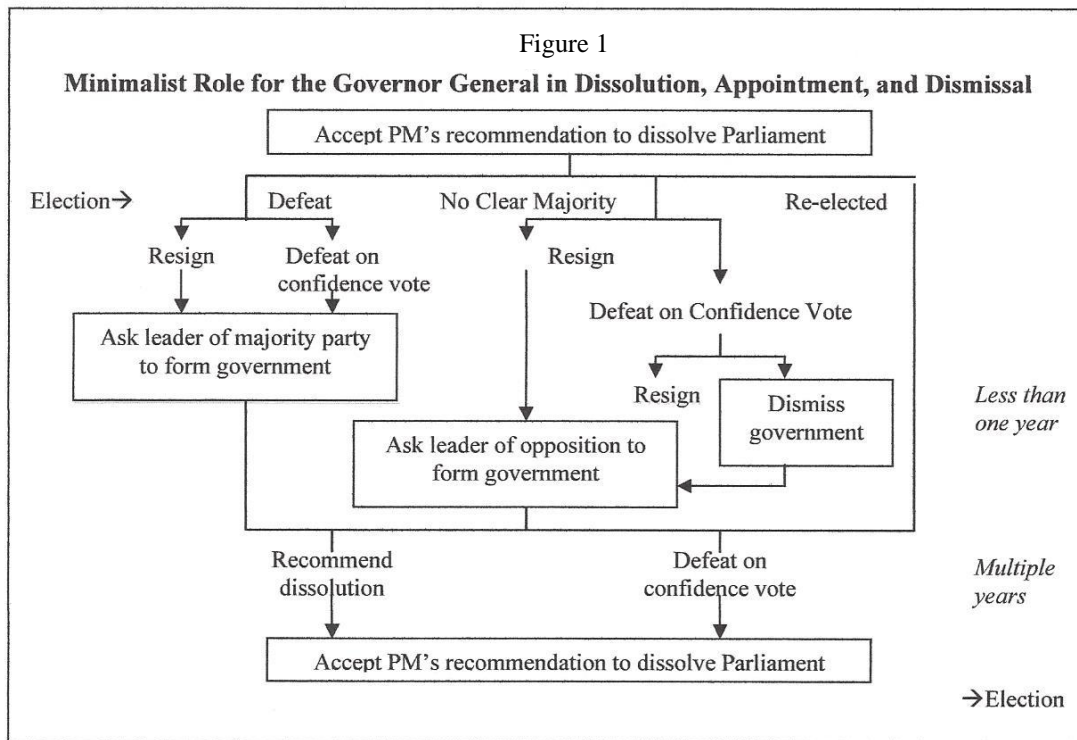 Figure 1
Minimalist Role for the Governor General in Dissolution, Appointment, and Dismissal
Accept PM's recommendation to dissolve Parliament
Election→
Defeat
No Clear Majority
Re-elected
Resign
Defeat on
confidence vote
Resign
Defeat on Confidence Vote
Ask leader of majority party
to form government
Resign
Dismiss
government
Less than
one year
Ask leader of opposition to
form government
Recommend
dissolution
Defeat on
confidence vote
Multiple
years
Accept PM's recommendation to dissolve Parliament
→Election